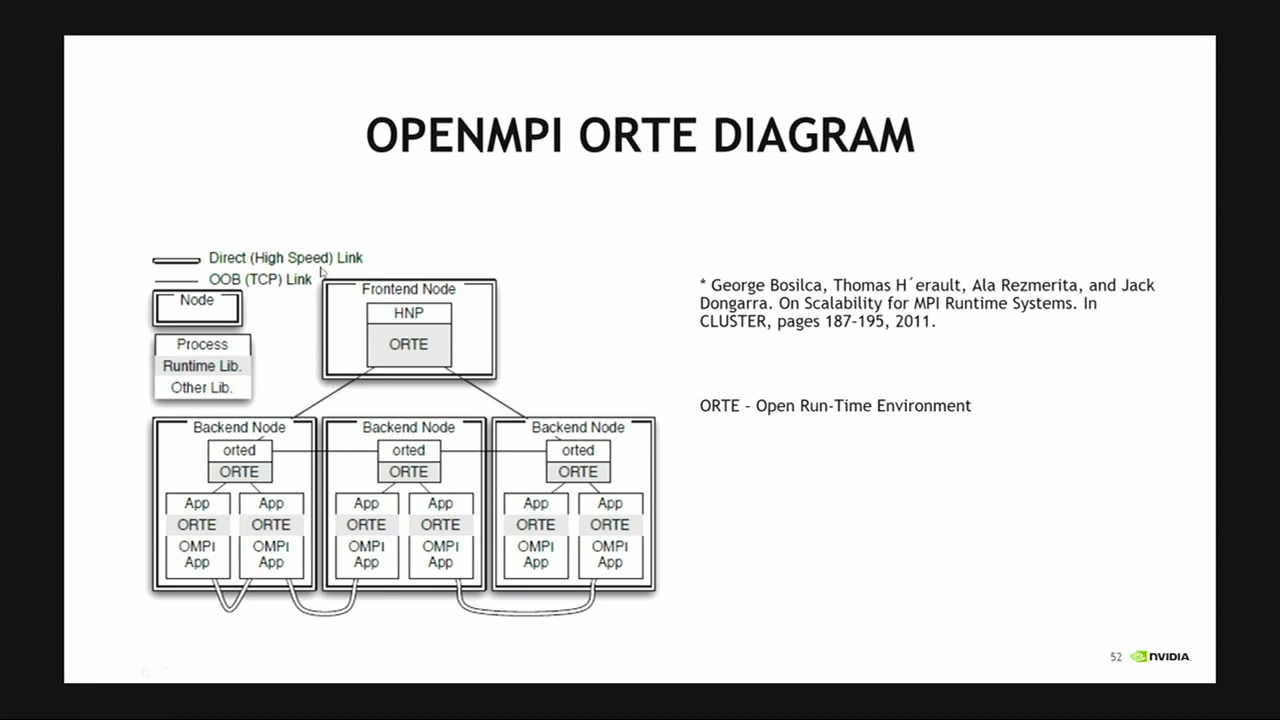 OPENMPI ORTE DIAGRAM
Direct (High Speed) Link
OOB (TCP) Link
Node
Process
Runtime Lib.
Other Lib.
Frontend Node
HNP
ORTE
Backend Node
orted
ORTE
App
ORTE
OMPI
App
App
ORTE
OMPI
App
Backend Node
orted
ORTE
App
ORTE
OMPI
App
App
ORTE
OMPI
App
Backend Node
orted
ORTE
App
ORTE
OMPI
App
App
ORTE
OMPI
App
* George Bosilca, Thomas H´erault, Ala Rezmerita, and Jack
Dongarra. On Scalability for MPI Runtime Systems. In
CLUSTER, pages 187-195, 2011.
ORTE - Open Run-Time Environment
52 NVIDIA